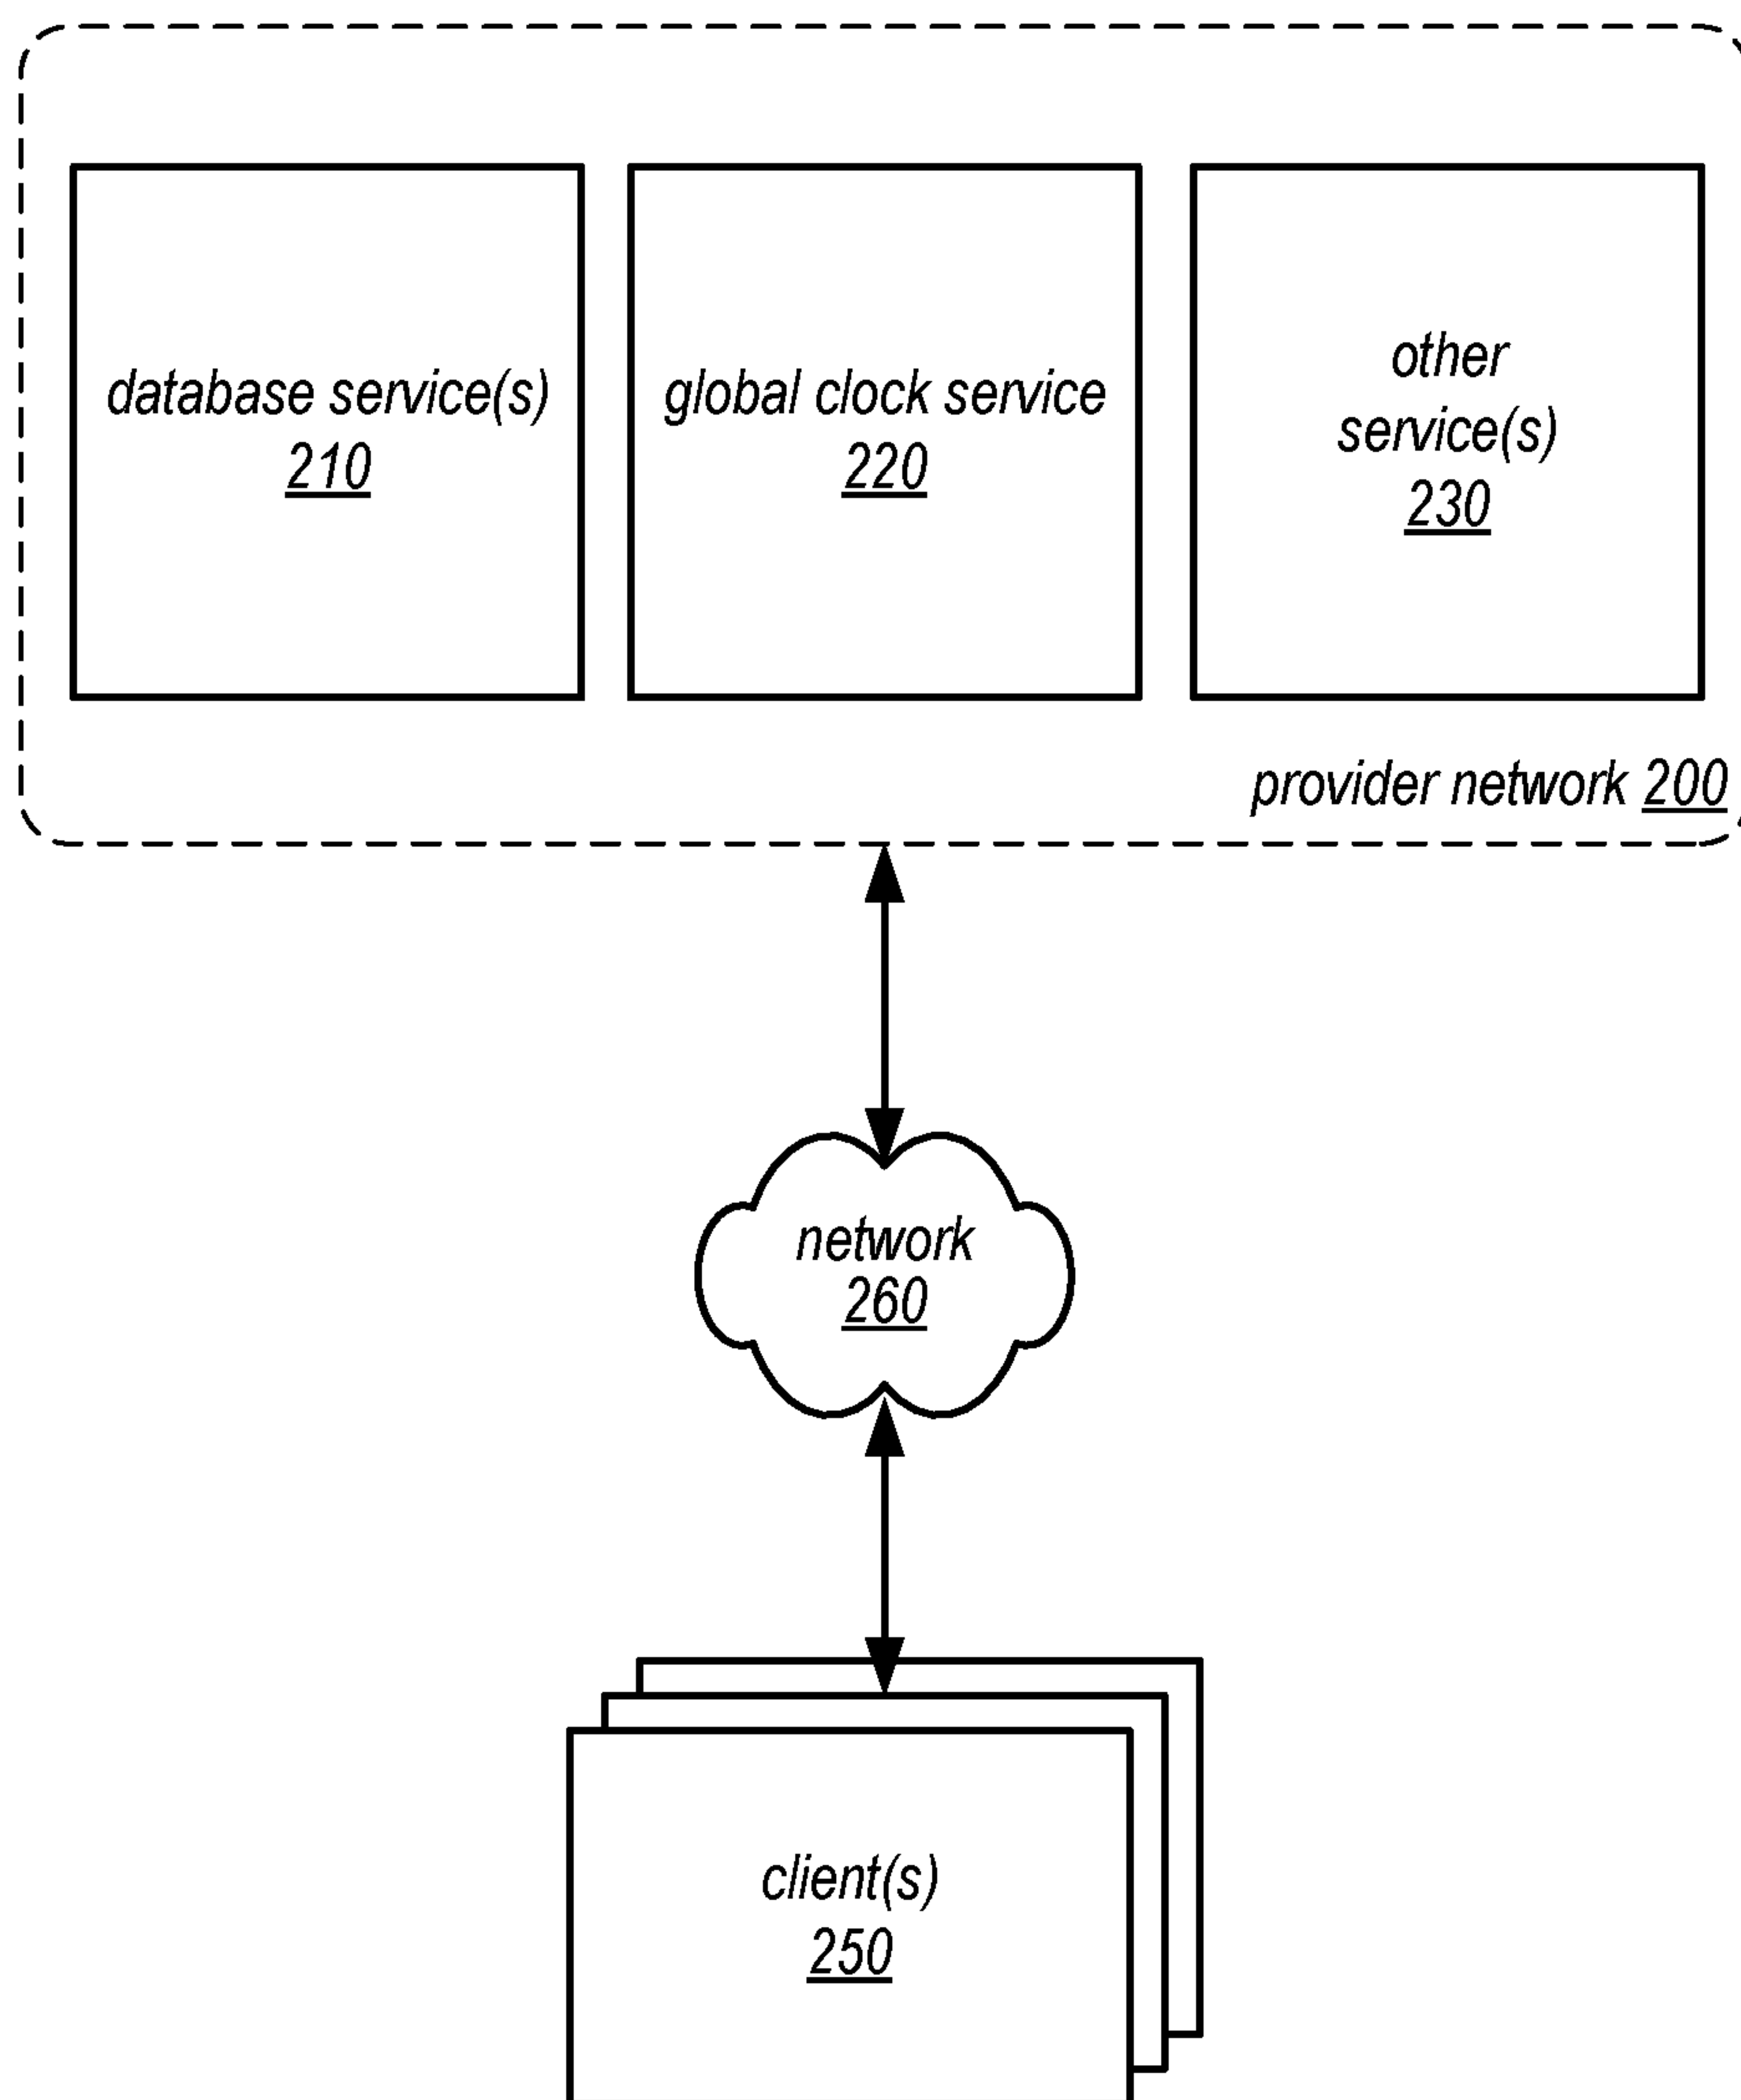 database service(s)
210
global clock service
220
other
service(s)
230
provider network 200
network
260
client(s)
250